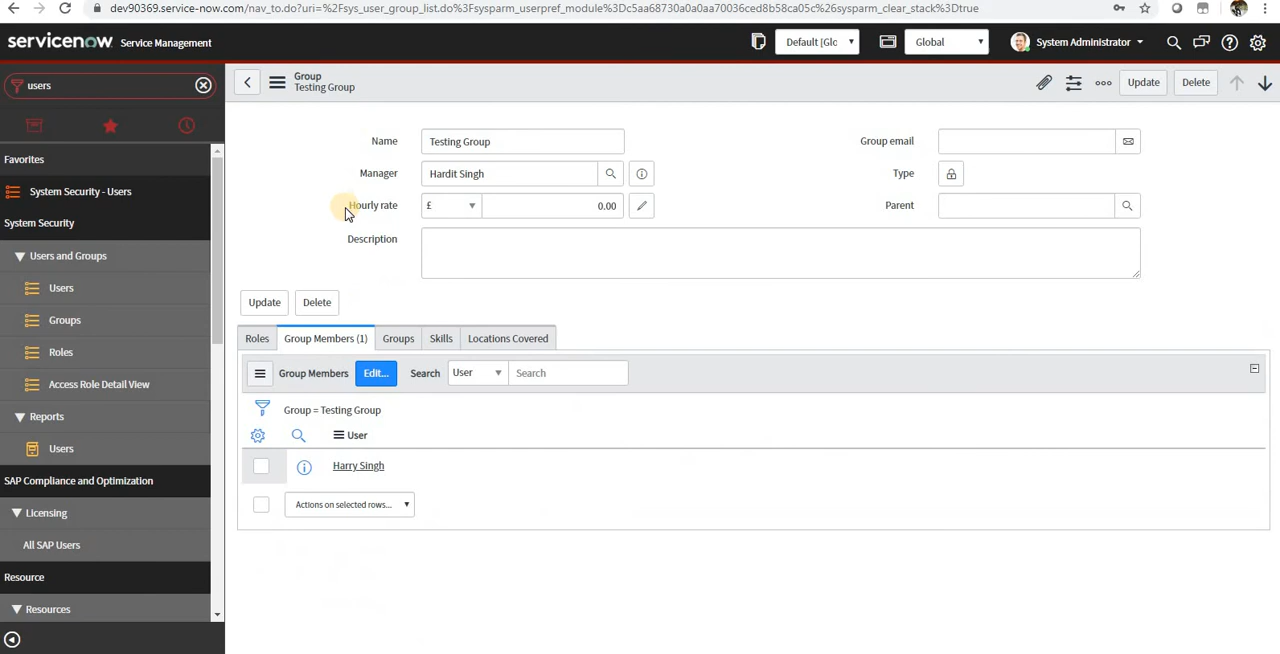 dev90369.service-now.com/nav_to.do?uri=%2Fsys_user_group_list.do%3Fsysparm_userpref_module%3Dc5aa68730a0a0aa70036ced8b58ca05c%26sysparm_clear_stack%3Dtrue
servicenow Service Management
Default [Glc
Global
System Administrator
users
Group
Testing Group
Update
Delete
Favorites
System Security - Users
System Security
Users and Groups
Users
Groups
Roles
Access Role Detail View
Reports
Users
SAP Compliance and Optimization
Licensing
All SAP Users
Resource
Resources
Name
Testing Group
Group email
Manager
Hardit Singh
Type
Hourly rate
£
0.00
Parent
Description
Update
Delete
Roles
Group Members (1)
Groups
Skills
Locations Covered
Group Members
Edit...
Search
User
Search
Group = Testing Group
User
Harry Singh
Actions on selected rows...